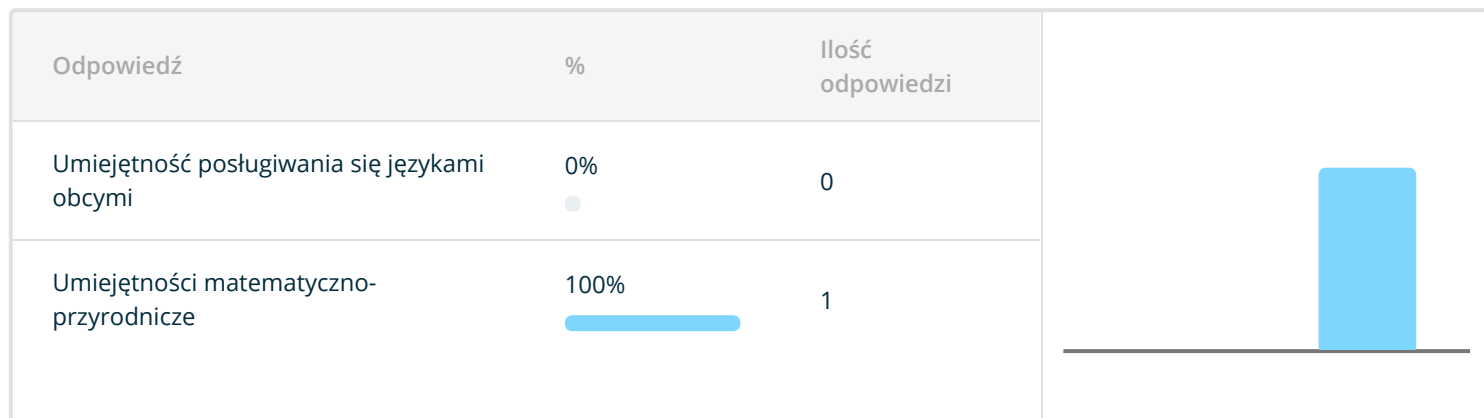 Odpowiedź
%
Ilość
odpowiedzi
Umiejętność posługiwania się językami
obcymi
0%
0
Umiejętności matematyczno-
przyrodnicze
100%
1